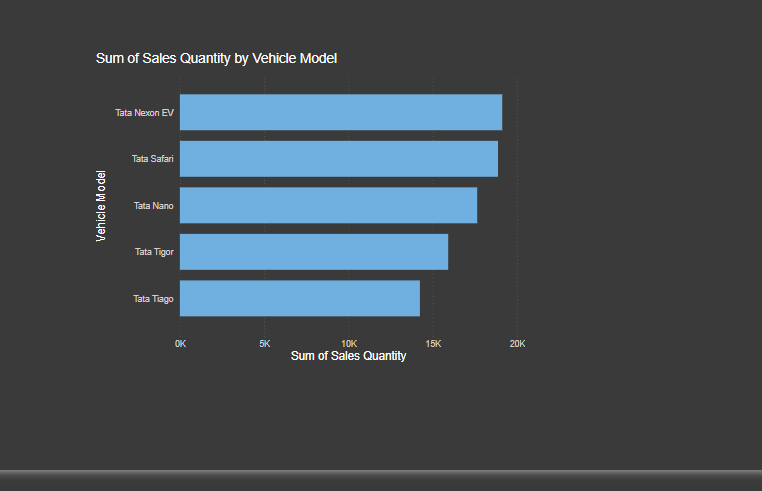 Sum of Sales Quantity by Vehicle Model
Vehicle Model
Tata Nexon EV
Tata Safari
Tata Nano
Tata Tigor
Tata Tiago
0K 5K 10K 15K 20K
Sum of Sales Quantity